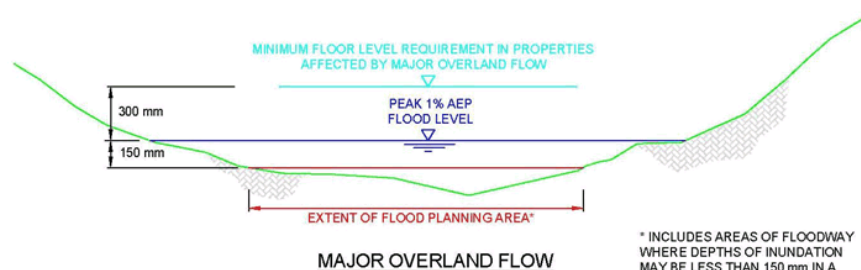 MINIMUM FLOOR LEVEL REQUIREMENT IN PROPERTIES
AFFECTED BY MAJOR OVERLAND FLOW
300 mm
PEAK 1% AEP
FLOOD LEVEL
150 mm
EXTENT OF FLOOD PLANNING AREA*
MAJOR OVERLAND FLOW
* INCLUDES AREAS OF FLOODWAY
WHERE DEPTHS OF INUNDATION
MAY BE LESS THAN 150 mm IN A